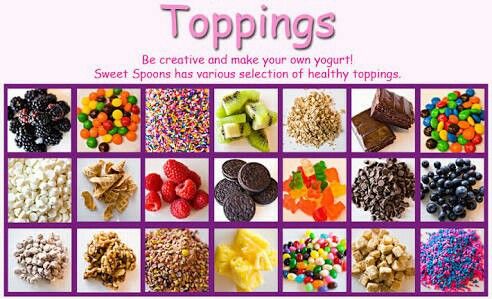 Toppings
Be creative and make your own yogurt!
Sweet Spoons has various selection of healthy toppings.